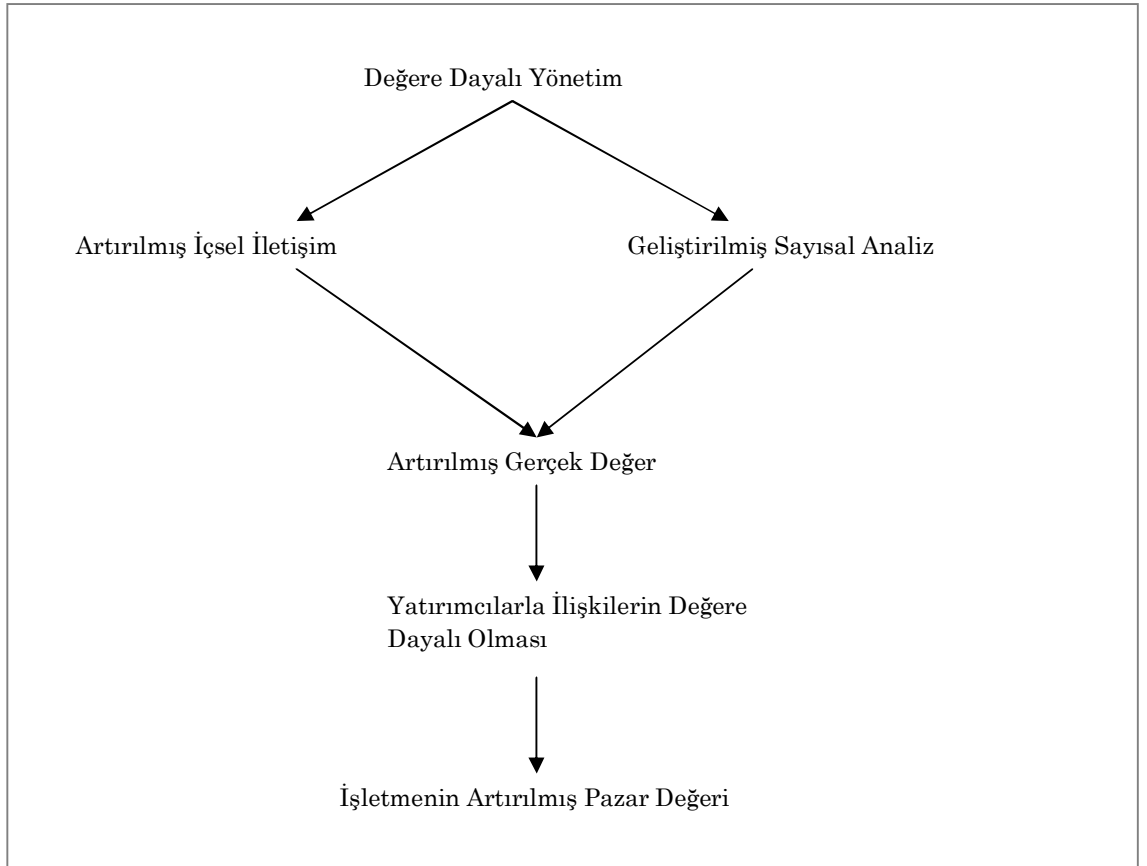 Değere Dayalı Yönetim
Artırılmış İçsel İletişim
Geliştirilmiş Sayısal Analiz
Artırılmış Gerçek Değer
Yatırımcılarla İlişkilerin Değere
Dayalı Olması
İşletmenin Artırılmış Pazar Değeri